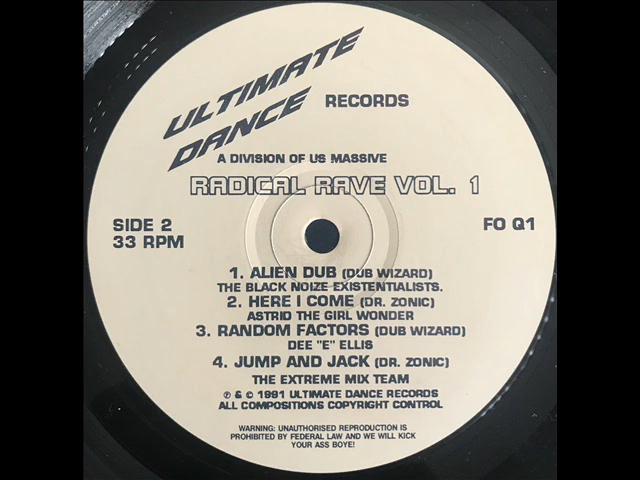 ULTIMATE
DANCE
RECORDS
A DIVISION OF US MASSIVE
RADICAL RAVE VOL. 1
SIDE 2
33 RPM
FO Q1
1. ALIEN DUB (DUB WIZARD)
THE BLACK NOIZE EXISTENTIALISTS.
2. HERE I COME (DR. ZONIC)
ASTRID THE GIRL WONDER
3. RANDOM FACTORS (DUB WIZARD)
DEE "E" ELLIS
4. JUMP AND JACK (DR. ZONIC)
THE EXTREME MIX TEAM
℗ & © 1991 ULTIMATE DANCE RECORDS
ALL COMPOSITIONS COPYRIGHT CONTROL
WARNING: UNAUTHORISED REPRODUCTION IS
PROHIBITED BY FEDERAL LAW AND WE WILL KICK
YOUR ASS BOYE!